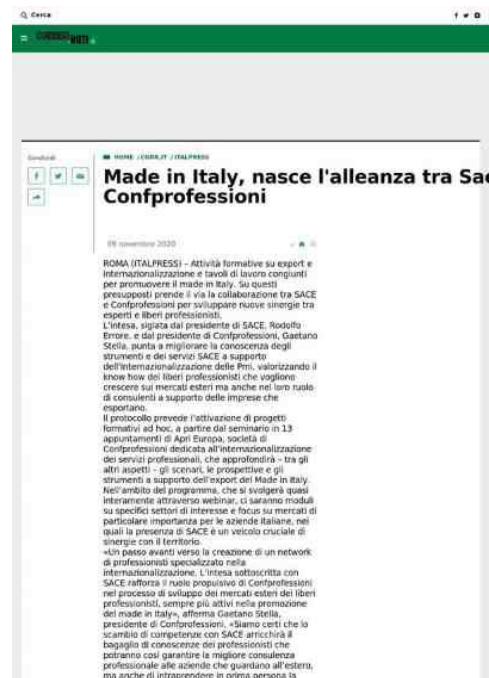 Cerca
Condividi
HOME / CORR.IT / ITALPRESS
Made in Italy, nasce l'alleanza tra Sac
Confprofessioni
09 novembre 2020
ROMA (ITALPRESS) – Attività formative su export e
internazionalizzazione e tavoli di lavoro congiunti
per promuovere il made in Italy. Su questi
presupposti prende il via la collaborazione tra SACE
e Confprofessioni per sviluppare nuove sinergie tra
esperti e liberi professionisti.
L'intesa, siglata dal presidente di SACE, Rodolfo
Errore, e dal presidente di Confprofessioni, Gaetano
Stella, punta a migliorare la conoscenza degli
strumenti e dei servizi SACE a supporto
dell'internazionalizzazione delle Pmi, valorizzando il
know how dei liberi professionisti che vogliono
crescere sui mercati esteri ma anche nel loro ruolo
di consulenti a supporto delle imprese che
esportano.
Il protocollo prevede l'attivazione di progetti
formativi ad hoc, a partire dal seminario in 13
appuntamenti di Apri Europa, società di
Confprofessioni dedicata all'internazionalizzazione
dei servizi professionali, che approfondirà – tra gli
altri aspetti – gli scenari, le prospettive e gli
strumenti a supporto dell'export del Made in Italy.
Nell'ambito del programma, che si svolgerà quasi
interamente attraverso webinar, ci saranno moduli
su specifici settori di interesse e focus su mercati di
particolare importanza per le aziende italiane, nei
quali la presenza di SACE è un veicolo cruciale di
sinergie con il territorio.
«Un passo avanti verso la creazione di un network
di professionisti specializzato nella
internazionalizzazione. L'intesa sottoscritta con
SACE rafforza il ruolo propulsivo di Confprofessioni
nel processo di sviluppo dei mercati esteri dei liberi
professionisti, sempre più attivi nella promozione
del made in Italy», afferma Gaetano Stella,
presidente di Confprofessioni. «Siamo certi che lo
scambio di competenze con SACE arricchirà il
bagaglio di conoscenze dei professionisti che
potranno così garantire la migliore consulenza
professionale alle aziende che guardano all'estero,
ma anche di intraprendere in prima persona la